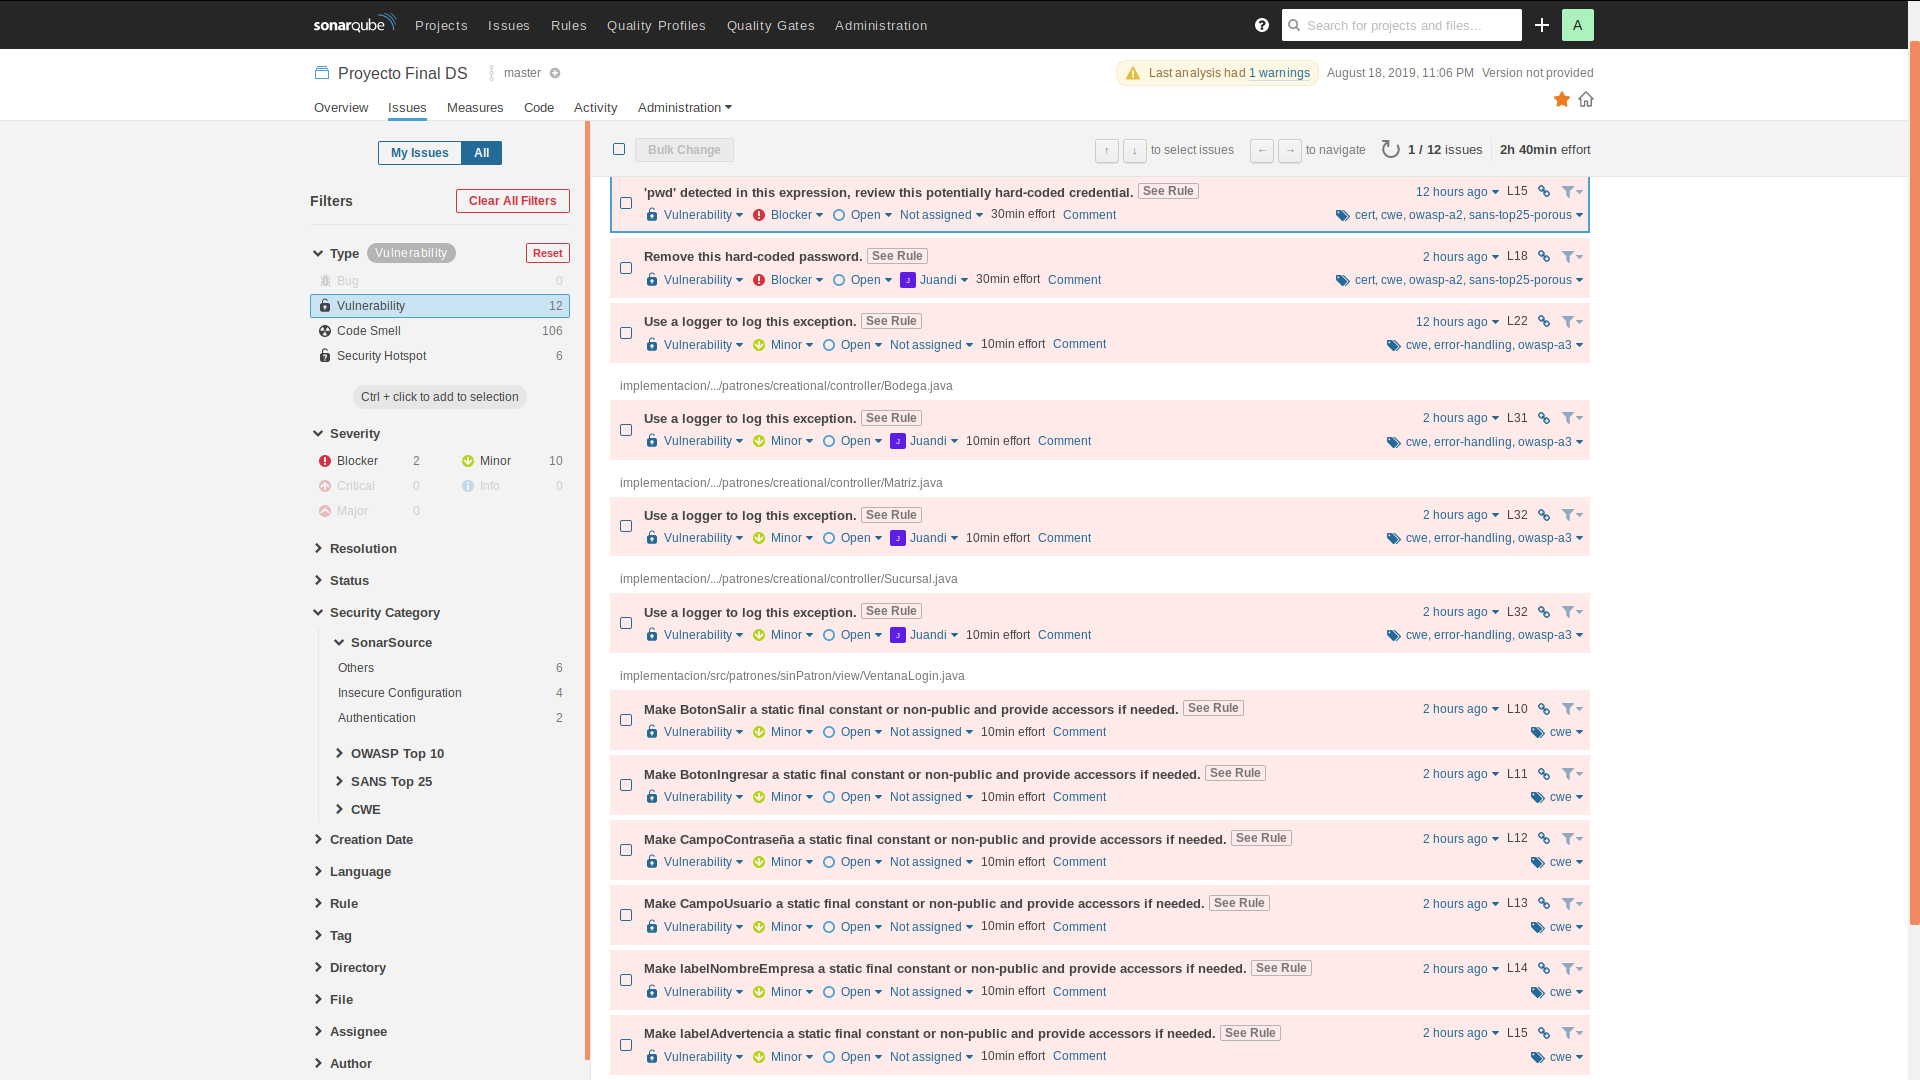 sonarqube Projects Issues Rules Quality Profiles Quality Gates Administration Search for projects and files... A
Proyecto Final DS master Last analysis had 1 warnings August 18, 2019, 11:06 PM Version not provided
Overview Issues Measures Code Activity Administration
My Issues All
Filters Clear All Filters
Type Vulnerability Reset
Bug 0
Vulnerability 12
Code Smell 106
Security Hotspot 6
Ctrl + click to add to selection
Severity
Blocker 2 Minor 10
Critical 0 Info 0
Major 0
Resolution
Status
Security Category
SonarSource
Others 6
Insecure Configuration 4
Authentication 2
OWASP Top 10
SANS Top 25
CWE
Creation Date
Language
Rule
Tag
Directory
File
Assignee
Author
Bulk Change ↑ ↓ to select issues ← → to navigate 1 / 12 issues 2h 40min effort
'pwd' detected in this expression, review this potentially hard-coded credential. See Rule 12 hours ago L15
Vulnerability Blocker Open Not assigned 30min effort Comment cert, cwe, owasp-a2, sans-top25-porous
Remove this hard-coded password. See Rule 2 hours ago L18
Vulnerability Blocker Open J Juandi 30min effort Comment cert, cwe, owasp-a2, sans-top25-porous
Use a logger to log this exception. See Rule 12 hours ago L22
Vulnerability Minor Open Not assigned 10min effort Comment cwe, error-handling, owasp-a3
implementacion/.../patrones/creational/controller/Bodega.java
Use a logger to log this exception. See Rule 2 hours ago L31
Vulnerability Minor Open J Juandi 10min effort Comment cwe, error-handling, owasp-a3
implementacion/.../patrones/creational/controller/Matriz.java
Use a logger to log this exception. See Rule 2 hours ago L32
Vulnerability Minor Open J Juandi 10min effort Comment cwe, error-handling, owasp-a3
implementacion/.../patrones/creational/controller/Sucursal.java
Use a logger to log this exception. See Rule 2 hours ago L32
Vulnerability Minor Open J Juandi 10min effort Comment cwe, error-handling, owasp-a3
implementacion/src/patrones/sinPatron/view/VentanaLogin.java
Make BotonSalir a static final constant or non-public and provide accessors if needed. See Rule 2 hours ago L10
Vulnerability Minor Open Not assigned 10min effort Comment cwe
Make BotonIngresar a static final constant or non-public and provide accessors if needed. See Rule 2 hours ago L11
Vulnerability Minor Open Not assigned 10min effort Comment cwe
Make CampoContraseña a static final constant or non-public and provide accessors if needed. See Rule 2 hours ago L12
Vulnerability Minor Open Not assigned 10min effort Comment cwe
Make CampoUsuario a static final constant or non-public and provide accessors if needed. See Rule 2 hours ago L13
Vulnerability Minor Open Not assigned 10min effort Comment cwe
Make labelNombreEmpresa a static final constant or non-public and provide accessors if needed. See Rule 2 hours ago L14
Vulnerability Minor Open Not assigned 10min effort Comment cwe
Make labelAdvertencia a static final constant or non-public and provide accessors if needed. See Rule 2 hours ago L15
Vulnerability Minor Open Not assigned 10min effort Comment cwe